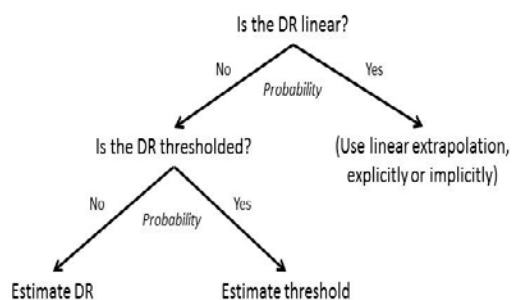 Is the DR linear?
No
Yes
Probability
Is the DR thresholded?
(Use linear extrapolation,
explicitly or implicitly)
No
Yes
Probability
Estimate DR
Estimate threshold